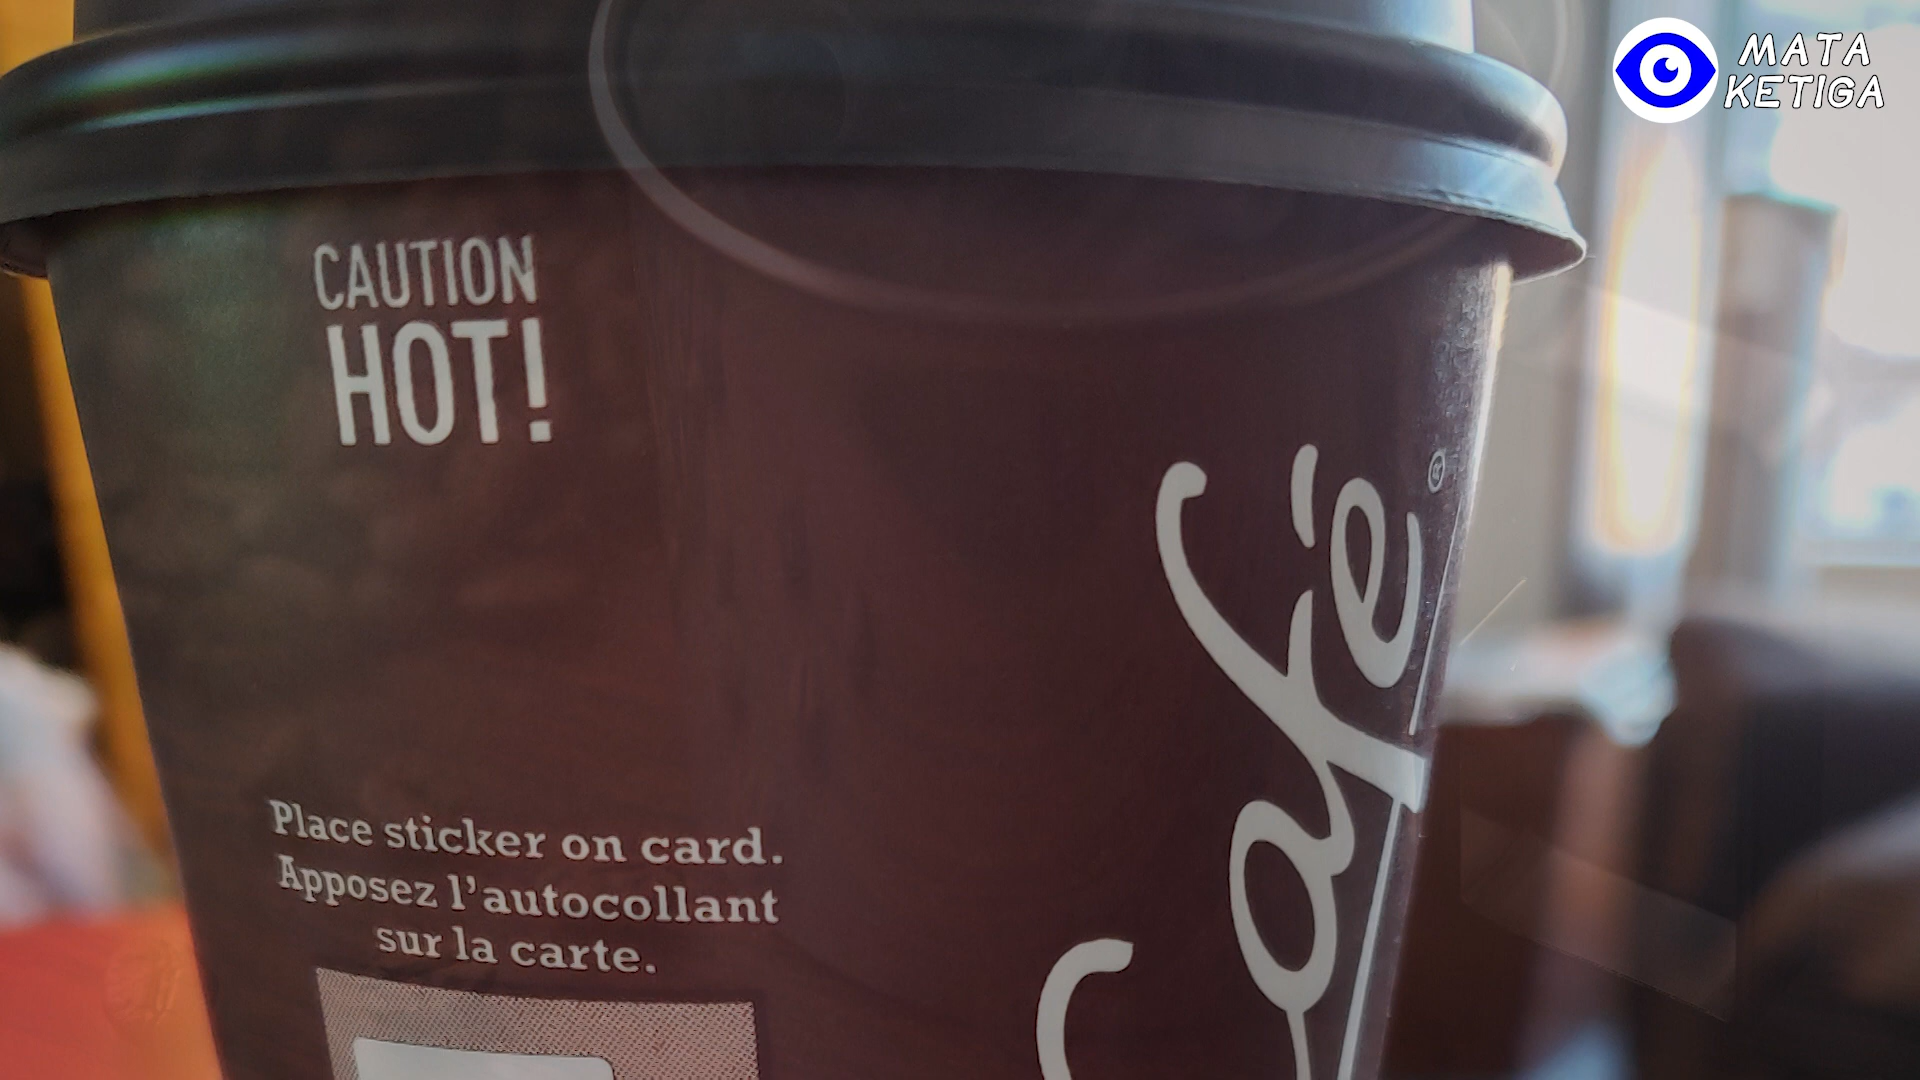 MATA
KETIGA
CAUTION
HOT!
Café
®
Place sticker on card.
Apposez l'autocollant
sur la carte.